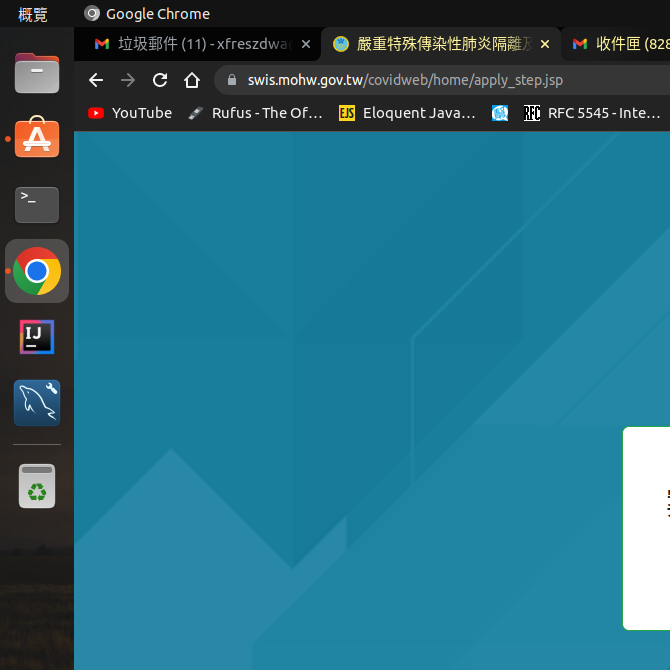 概覽 Google Chrome
垃圾郵件 (11) - xfreszdwa
嚴重特殊傳染性肺炎隔離及
收件匣 (828
swis.mohw.gov.tw/covidweb/home/apply_step.jsp
YouTube Rufus - The Of… EJS Eloquent Java… RFC RFC 5545 - Inte…
>_
IJ